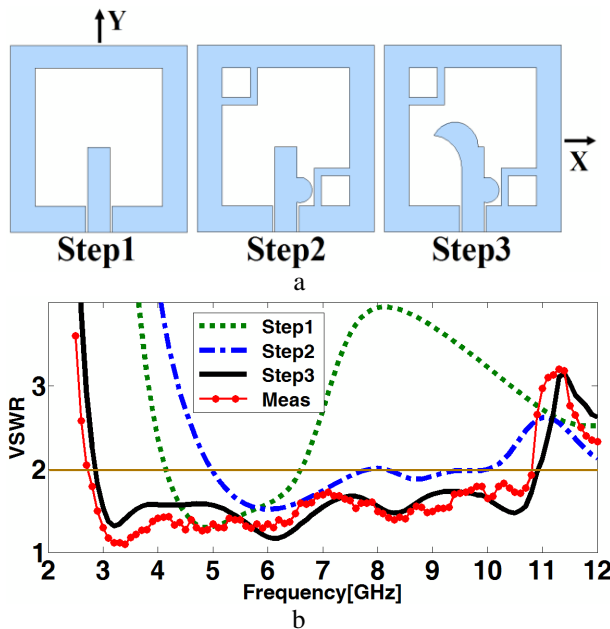 Y
X
Step1 Step2 Step3
a
Step1
Step2
Step3
Meas
VSWR
3
2
1
2 3 4 5 6 7 8 9 10 11 12
Frequency[GHz]
b